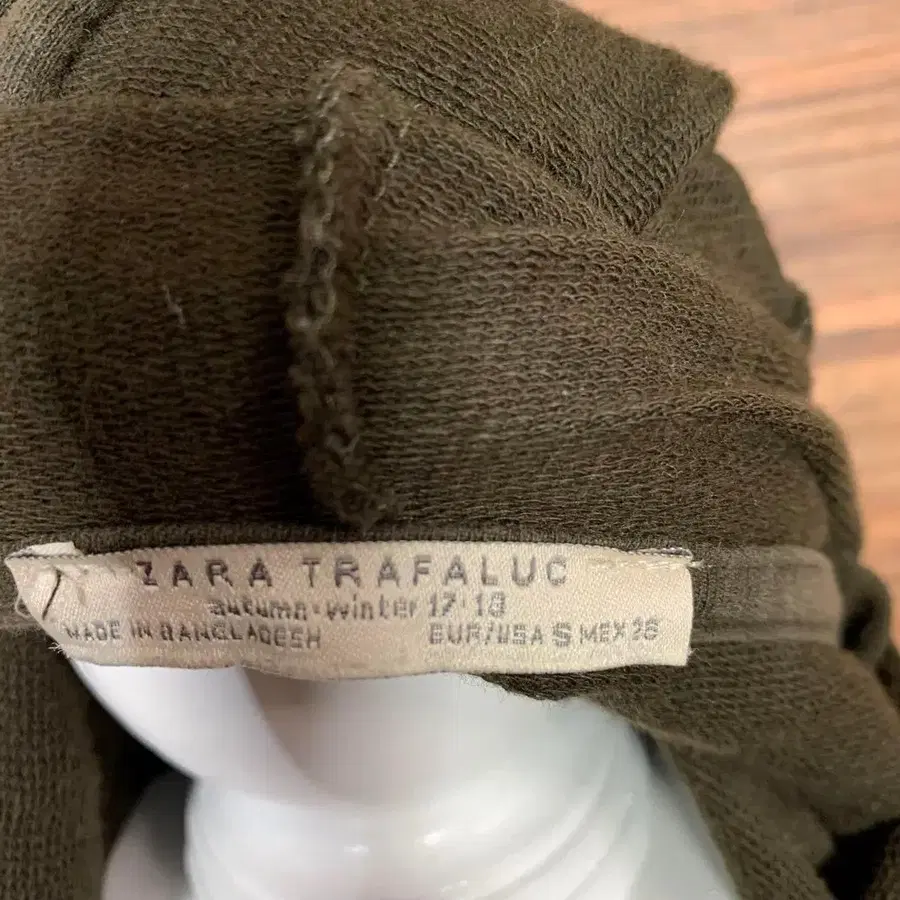 ZARA TRAFALUC
autumn·winter 17·18
MADE IN BANGLADESH EUR/USA S MEX 26